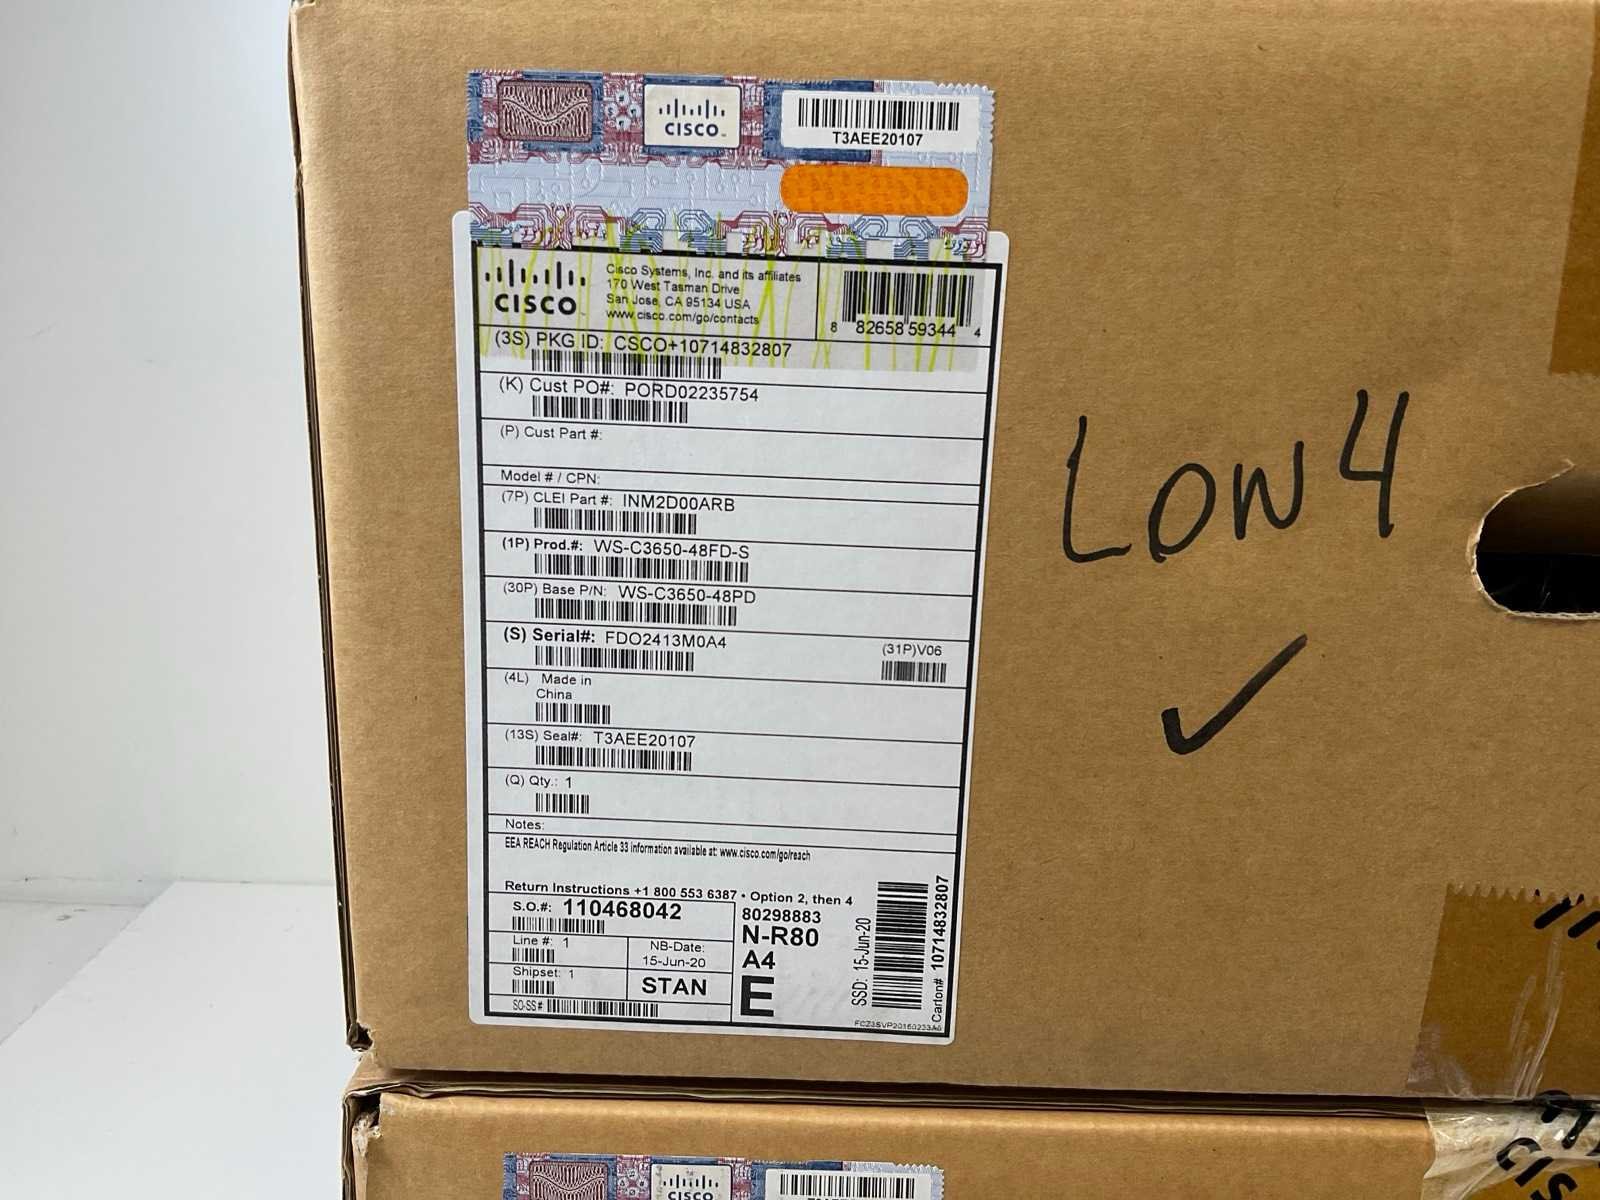 CISCO
T3AEE20107
CISCO
Cisco Systems, Inc. and its affiliates
170 West Tasman Drive
San Jose, CA 95134 USA
www.cisco.com/go/contacts
8 82658 59344 4
(3S) PKG ID: CSCO+10714832807
(K) Cust PO#: PORD02235754
(P) Cust Part #:
Model # / CPN:
(7P) CLEI Part #: INM2D00ARB
(1P) Prod.#: WS-C3650-48FD-S
(30P) Base P/N: WS-C3650-48PD
(S) Serial#: FDO2413M0A4
(31P)V06
(4L) Made in
China
(13S) Seal#: T3AEE20107
(Q) Qty.: 1
Notes:
EEA REACH Regulation Article 33 information available at: www.cisco.com/go/reach
Return Instructions +1 800 553 6387 • Option 2, then 4
S.O.#: 110468042
Line #: 1
NB-Date:
15-Jun-20
Shipset: 1
STAN
SO-SS #
80298883
N-R80
A4
E
SSD: 15-Jun-20
Carton# 10714832807
LOW 4
CISCO